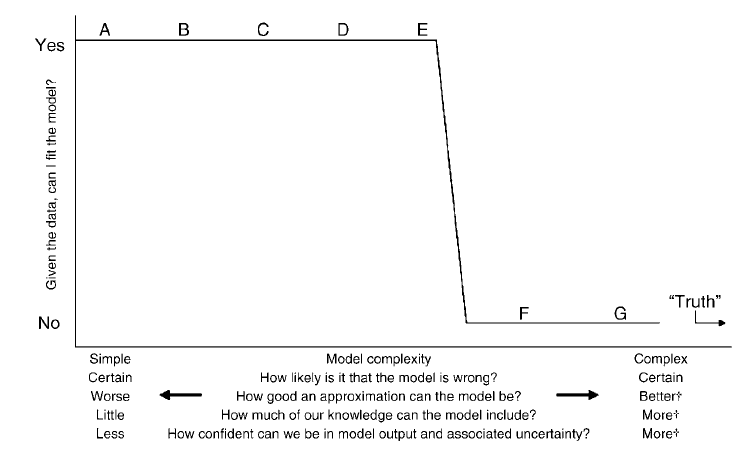 A B C D E
Yes
Given the data, can I fit the model?
"Truth"
F G
No
Simple Model complexity Complex
Certain How likely is it that the model is wrong? Certain
Worse How good an approximation can the model be? Better†
Little How much of our knowledge can the model include? More†
Less How confident can we be in model output and associated uncertainty? More†